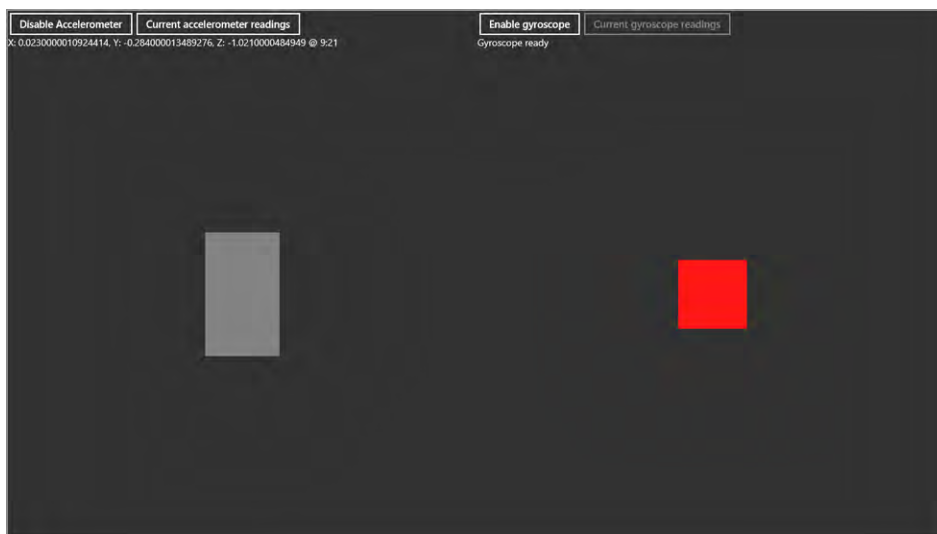 Disable Accelerometer Current accelerometer readings Enable gyroscope Current gyroscope readings
X: 0.0230000010924414, Y: -0.284000013489276, Z: -1.0210000484949 @ 9:21 Gyroscope ready